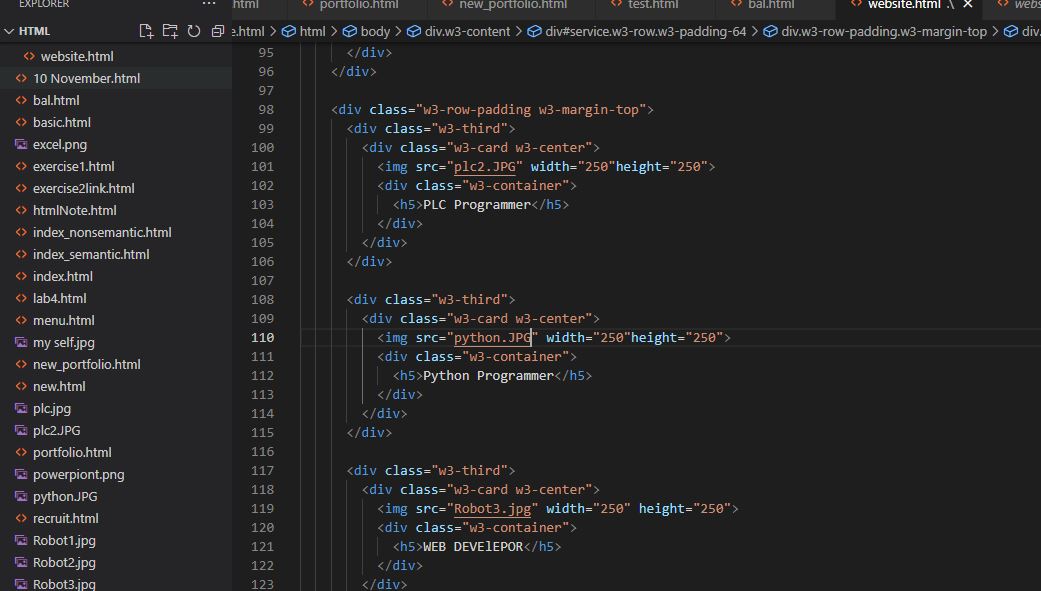 EXPLORER ···
html portfolio.html new_portfolio.html test.html bal.html website.html .\ webs
HTML
e.html > html > body > div.w3-content > div#service.w3-row.w3-padding-64 > div.w3-row-padding.w3-margin-top > div.
website.html
10 November.html
bal.html
basic.html
excel.png
exercise1.html
exercise2link.html
htmlNote.html
index_nonsemantic.html
index_semantic.html
index.html
lab4.html
menu.html
my self.jpg
new_portfolio.html
new.html
plc.jpg
plc2.JPG
portfolio.html
powerpiont.png
python.JPG
recruit.html
Robot1.jpg
Robot2.jpg
Robot3.jpg
95 </div>
96 </div>
97
98 <div class="w3-row-padding w3-margin-top">
99 <div class="w3-third">
100 <div class="w3-card w3-center">
101 <img src="plc2.JPG" width="250"height="250">
102 <div class="w3-container">
103 <h5>PLC Programmer</h5>
104 </div>
105 </div>
106 </div>
107
108 <div class="w3-third">
109 <div class="w3-card w3-center">
110 <img src="python.JPG" width="250"height="250">
111 <div class="w3-container">
112 <h5>Python Programmer</h5>
113 </div>
114 </div>
115 </div>
116
117 <div class="w3-third">
118 <div class="w3-card w3-center">
119 <img src="Robot3.jpg" width="250" height="250">
120 <div class="w3-container">
121 <h5>WEB DEVElEPOR</h5>
122 </div>
123 </div>